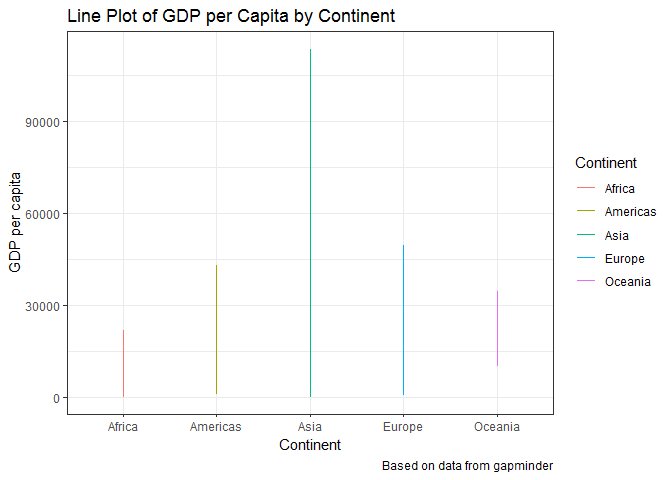 Line Plot of GDP per Capita by Continent
GDP per capita
90000
60000
30000
0
Africa
Americas
Asia
Europe
Oceania
Continent
Based on data from gapminder
Continent
Africa
Americas
Asia
Europe
Oceania